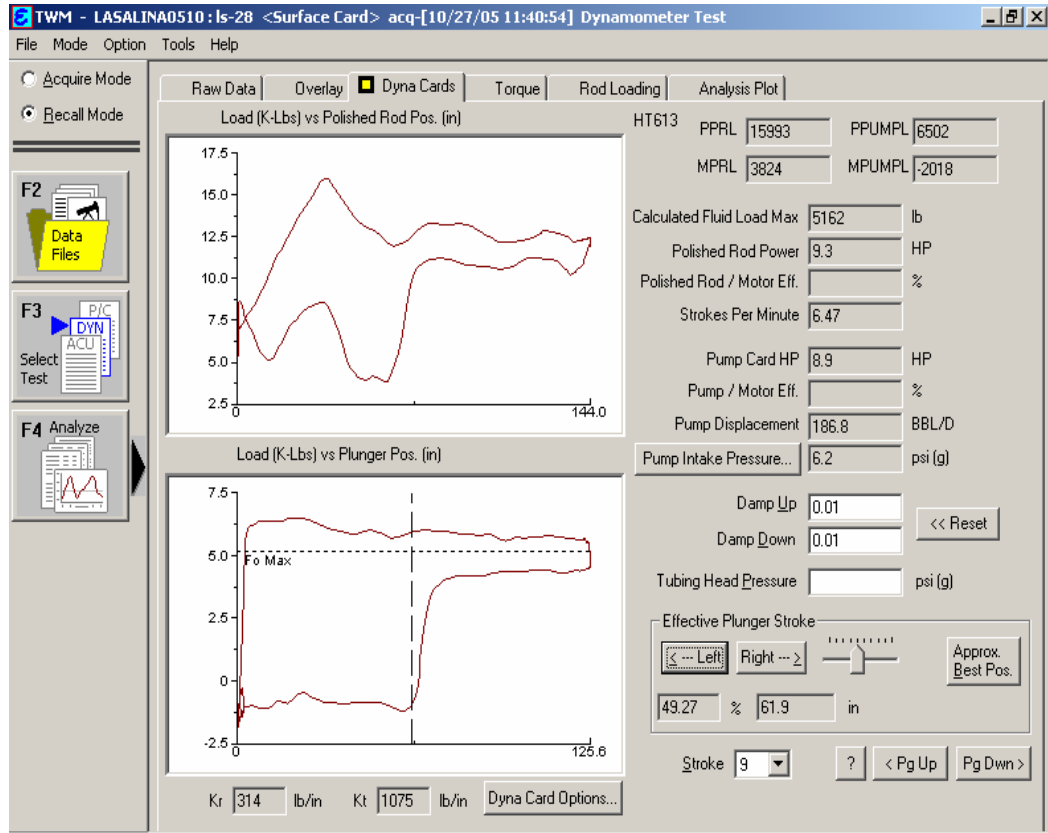 TWM - LASALINA0510 : ls-28 <Surface Card> acq-[10/27/05 11:40:54] Dynamometer Test
File Mode Option Tools Help
Acquire Mode
Recall Mode
F2
Data
Files
F3
P/C
DYN
ACU
Select
Test
F4 Analyze
Raw Data Overlay Dyna Cards Torque Rod Loading Analysis Plot
Load (K-Lbs) vs Polished Rod Pos. (in)
17.5
15.0
12.5
10.0
7.5
5.0
2.5
0 144.0
Load (K-Lbs) vs Plunger Pos. (in)
7.5
5.0
Fo Max
2.5
0
-2.5
0 125.6
Kr 314 lb/in Kt 1075 lb/in Dyna Card Options...
HT613
PPRL 15993 PPUMPL 6502
MPRL 3824 MPUMPL -2018
Calculated Fluid Load Max 5162 lb
Polished Rod Power 9.3 HP
Polished Rod / Motor Eff. %
Strokes Per Minute 6.47
Pump Card HP 8.9 HP
Pump / Motor Eff. %
Pump Displacement 186.8 BBL/D
Pump Intake Pressure... 6.2 psi (g)
Damp Up 0.01
<< Reset
Damp Down 0.01
Tubing Head Pressure psi (g)
Effective Plunger Stroke
< --- Left Right --- >
Approx.
Best Pos.
49.27 % 61.9 in
Stroke 9 ? < Pg Up Pg Dwn >